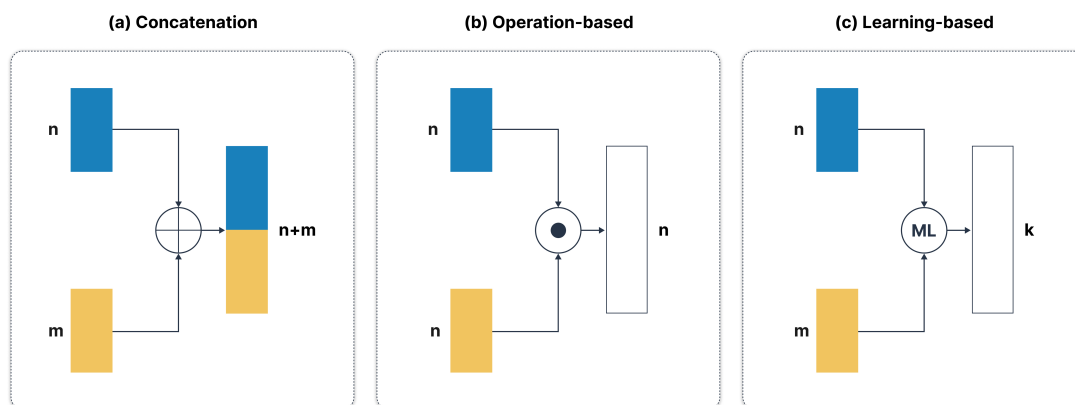 (a) Concatenation
(b) Operation-based
(c) Learning-based
n
n
n
n+m
n
ML
k
m
n
m